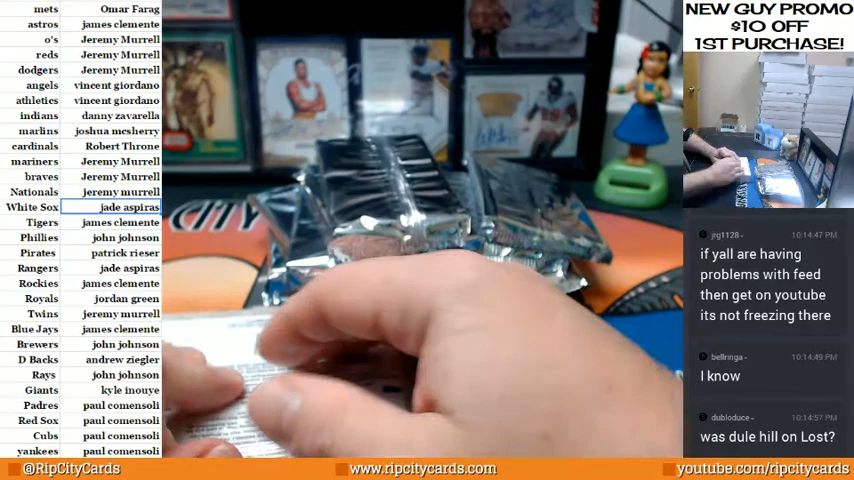 mets Omar Farag
astros james clemente
o's Jeremy Murrell
reds Jeremy Murrell
dodgers Jeremy Murrell
angels vincent giordano
athletics vincent giordano
indians danny zavarella
marlins joshua mcsherry
cardinals Robert Throne
mariners Jeremy Murrell
braves Jeremy Murrell
Nationals jeremy murrell
White Sox jade aspiras
Tigers james clemente
Phillies john johnson
Pirates patrick rieser
Rangers jade aspiras
Rockies james clemente
Royals jordan green
Twins jeremy murrell
Blue Jays james clemente
Brewers john johnson
D Backs andrew ziegler
Rays john johnson
Giants kyle inouye
Padres paul comensoli
Red Sox paul comensoli
Cubs paul comensoli
yankees paul comensoli
NEW GUY PROMO
$10 OFF
1ST PURCHASE!
jrg1128 10:14:47 PM
if yall are having
problems with feed
then get on youtube
its not freezing there
bellringa 10:14:49 PM
I know
dubloduce 10:14:57 PM
was dule hill on Lost?
@RipCityCards
www.ripcitycards.com
youtube.com/ripcitycards